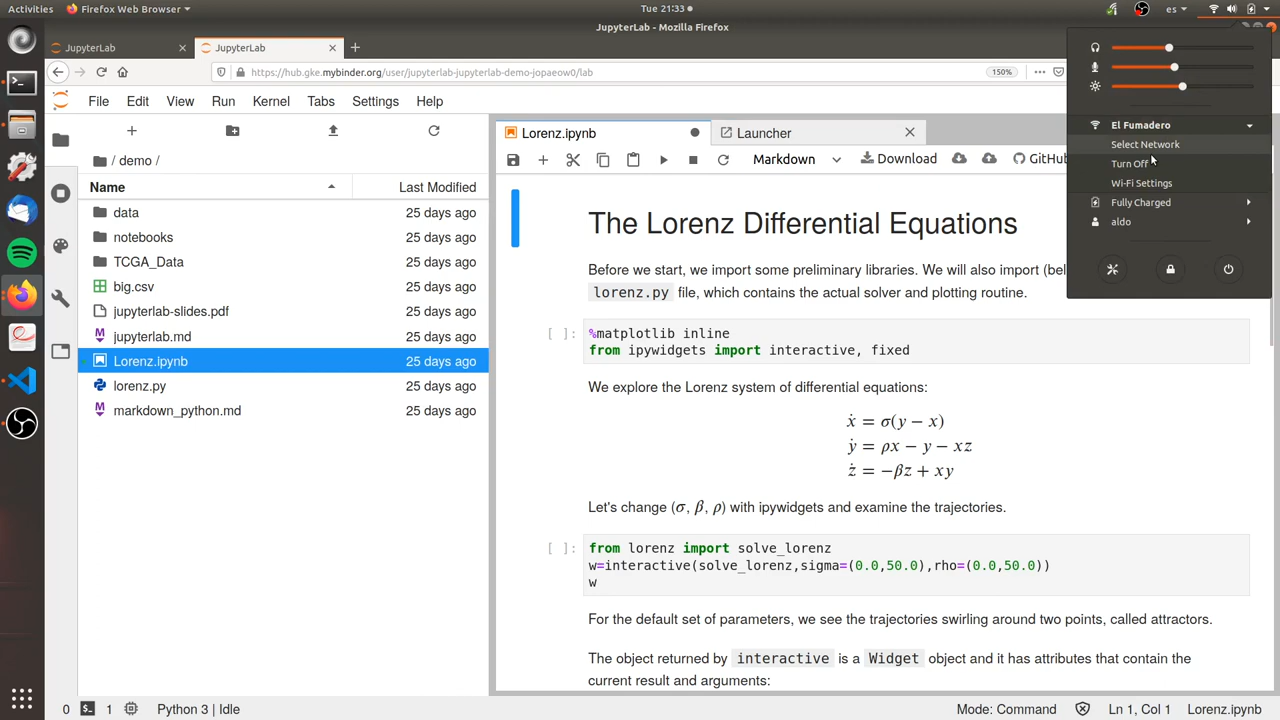 Activities
Firefox Web Browser
Tue 21:33
es
JupyterLab - Mozilla Firefox
JupyterLab
JupyterLab
https://hub.gke.mybinder.org/user/jupyterlab-jupyterlab-demo-jopaeow0/lab
150%
File Edit View Run Kernel Tabs Settings Help
/ demo /
Name Last Modified
data 25 days ago
notebooks 25 days ago
TCGA_Data 25 days ago
big.csv 25 days ago
jupyterlab-slides.pdf 25 days ago
jupyterlab.md 25 days ago
Lorenz.ipynb 25 days ago
lorenz.py 25 days ago
markdown_python.md 25 days ago
Lorenz.ipynb
Launcher
Markdown
Download
GitHu
The Lorenz Differential Equations
Before we start, we import some preliminary libraries. We will also import (bel
lorenz.py file, which contains the actual solver and plotting routine.
[ ]: %matplotlib inline
from ipywidgets import interactive, fixed
We explore the Lorenz system of differential equations:
ẋ = σ(y − x)
ẏ = ρx − y − xz
ż = −βz + xy
Let's change (σ, β, ρ) with ipywidgets and examine the trajectories.
[ ]: from lorenz import solve_lorenz
w=interactive(solve_lorenz,sigma=(0.0,50.0),rho=(0.0,50.0))
w
For the default set of parameters, we see the trajectories swirling around two points, called attractors.
The object returned by interactive is a Widget object and it has attributes that contain the
current result and arguments:
El Fumadero
Select Network
Turn Off
Wi-Fi Settings
Fully Charged
aldo
0
1
Python 3 | Idle
Mode: Command
Ln 1, Col 1
Lorenz.ipynb